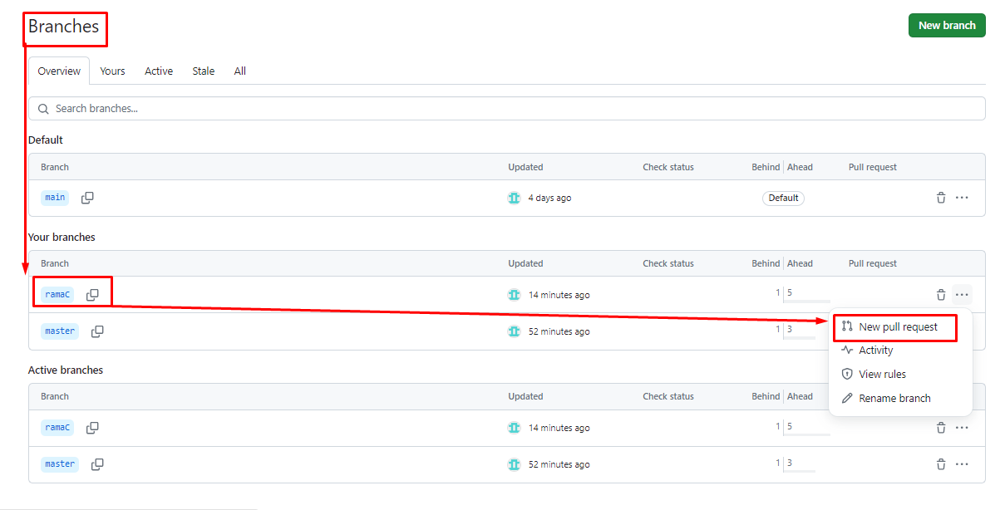 Branches
New branch
Overview Yours Active Stale All
Search branches...
Default
Branch Updated Check status Behind Ahead Pull request
main 4 days ago Default
Your branches
Branch Updated Check status Behind Ahead Pull request
ramaC 14 minutes ago 1 5
New pull request
master 52 minutes ago 1 3
Activity
View rules
Rename branch
Active branches
Branch Updated Check status Behind Ahead
ramaC 14 minutes ago 1 5
master 52 minutes ago 1 3